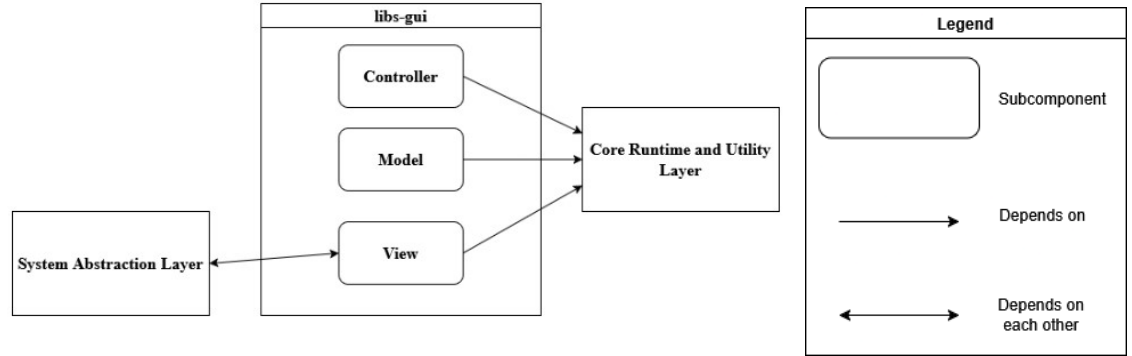 libs-gui
Controller
Model
View
Core Runtime and Utility
Layer
System Abstraction Layer
Legend
Subcomponent
Depends on
Depends on
each other